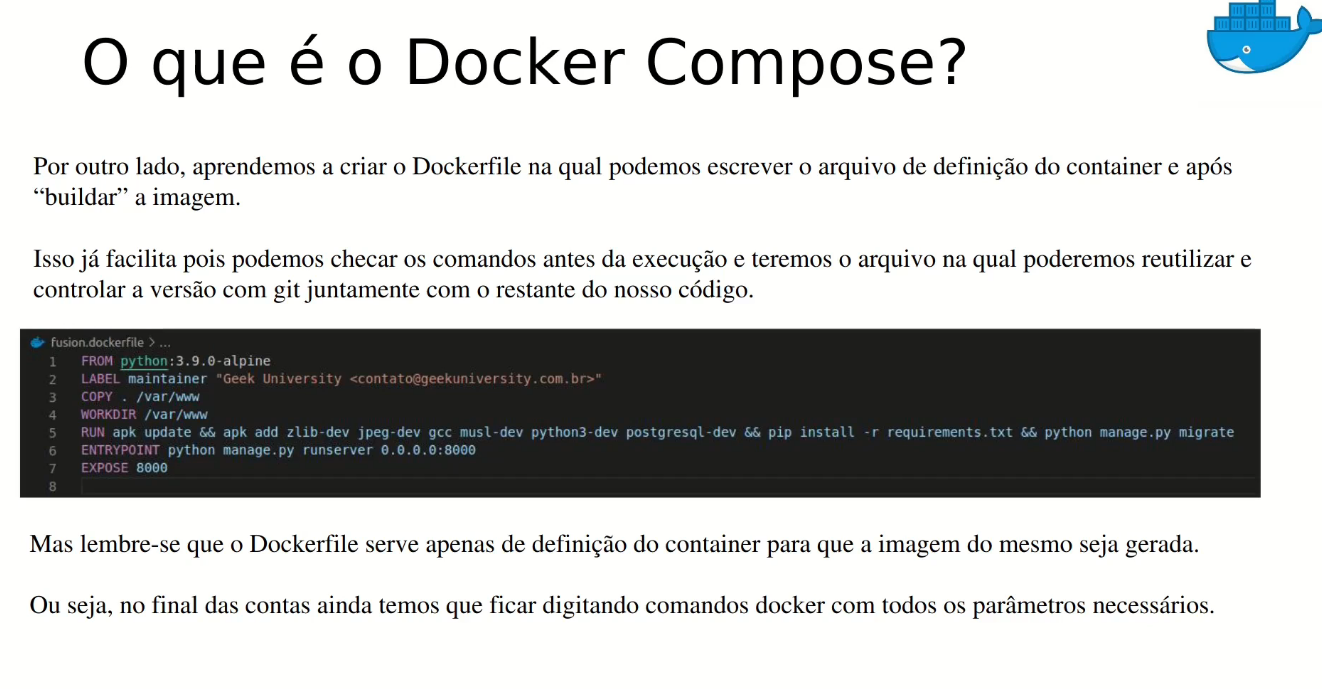 O que é o Docker Compose?
Por outro lado, aprendemos a criar o Dockerfile na qual podemos escrever o arquivo de definição do container e após
“buildar” a imagem.
Isso já facilita pois podemos checar os comandos antes da execução e teremos o arquivo na qual poderemos reutilizar e
controlar a versão com git juntamente com o restante do nosso código.
fusion.dockerfile > ...
1 FROM python:3.9.0-alpine
2 LABEL maintainer "Geek University <contato@geekuniversity.com.br>"
3 COPY . /var/www
4 WORKDIR /var/www
5 RUN apk update && apk add zlib-dev jpeg-dev gcc musl-dev python3-dev postgresql-dev && pip install -r requirements.txt && python manage.py migrate
6 ENTRYPOINT python manage.py runserver 0.0.0.0:8000
7 EXPOSE 8000
8
Mas lembre-se que o Dockerfile serve apenas de definição do container para que a imagem do mesmo seja gerada.
Ou seja, no final das contas ainda temos que ficar digitando comandos docker com todos os parâmetros necessários.